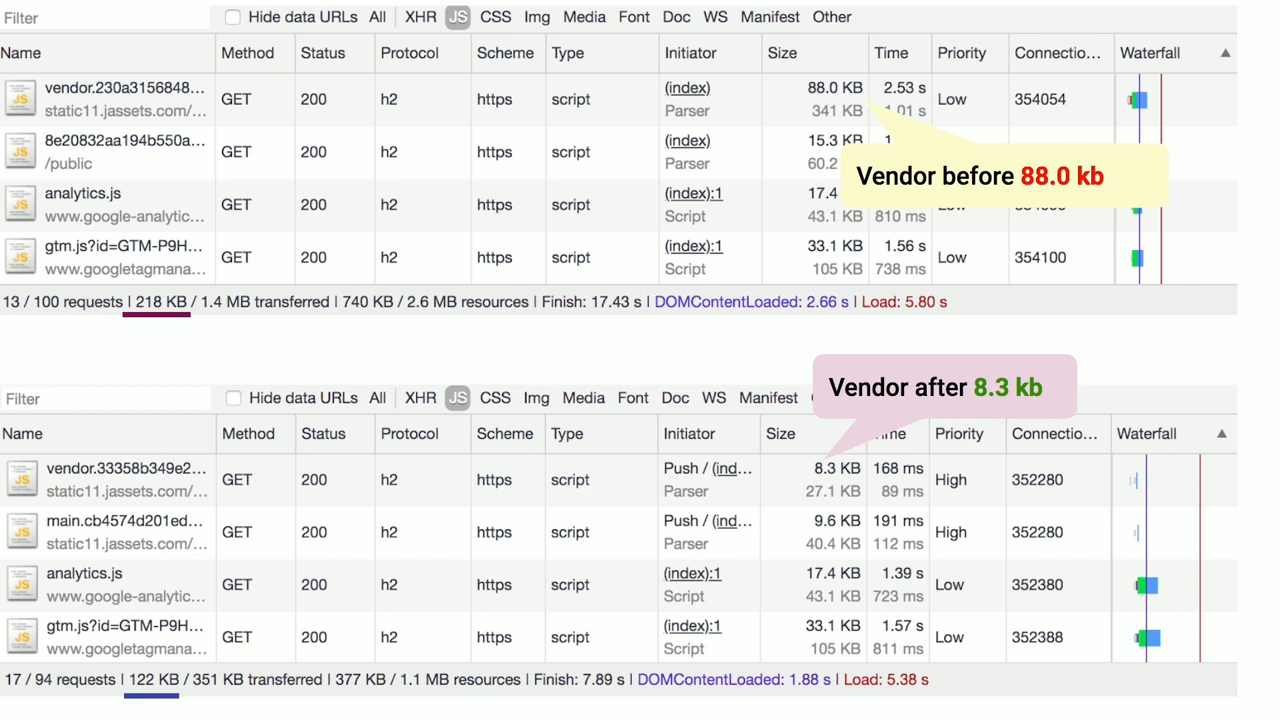 Filter Hide data URLs All XHR JS CSS Img Media Font Doc WS Manifest Other
Name Method Status Protocol Scheme Type Initiator Size Time Priority Connectio… Waterfall
vendor.230a3156848… GET 200 h2 https script (index) 88.0 KB 2.53 s Low 354054
static11.jassets.com/… Parser 341 KB 1.01 s
8e20832aa194b550a… GET 200 h2 https script (index) 15.3 KB
/public Parser 60.2
Vendor before 88.0 kb
analytics.js GET 200 h2 https script (index):1 17.4
www.google-analytic… Script 43.1 KB 810 ms
gtm.js?id=GTM-P9H… GET 200 h2 https script (index):1 33.1 KB 1.56 s Low 354100
www.googletagmana… Script 105 KB 738 ms
13 / 100 requests | 218 KB / 1.4 MB transferred | 740 KB / 2.6 MB resources | Finish: 17.43 s | DOMContentLoaded: 2.66 s | Load: 5.80 s
Vendor after 8.3 kb
Filter Hide data URLs All XHR JS CSS Img Media Font Doc WS Manifest
Name Method Status Protocol Scheme Type Initiator Size Time Priority Connectio… Waterfall
vendor.33358b349e2… GET 200 h2 https script Push / (ind… 8.3 KB 168 ms High 352280
static11.jassets.com/… Parser 27.1 KB 89 ms
main.cb4574d201ed… GET 200 h2 https script Push / (ind… 9.6 KB 191 ms High 352280
static11.jassets.com/… Parser 40.4 KB 112 ms
analytics.js GET 200 h2 https script (index):1 17.4 KB 1.39 s Low 352380
www.google-analytic… Script 43.1 KB 723 ms
gtm.js?id=GTM-P9H… GET 200 h2 https script (index):1 33.1 KB 1.57 s Low 352388
www.googletagmana… Script 105 KB 811 ms
17 / 94 requests | 122 KB / 351 KB transferred | 377 KB / 1.1 MB resources | Finish: 7.89 s | DOMContentLoaded: 1.88 s | Load: 5.38 s